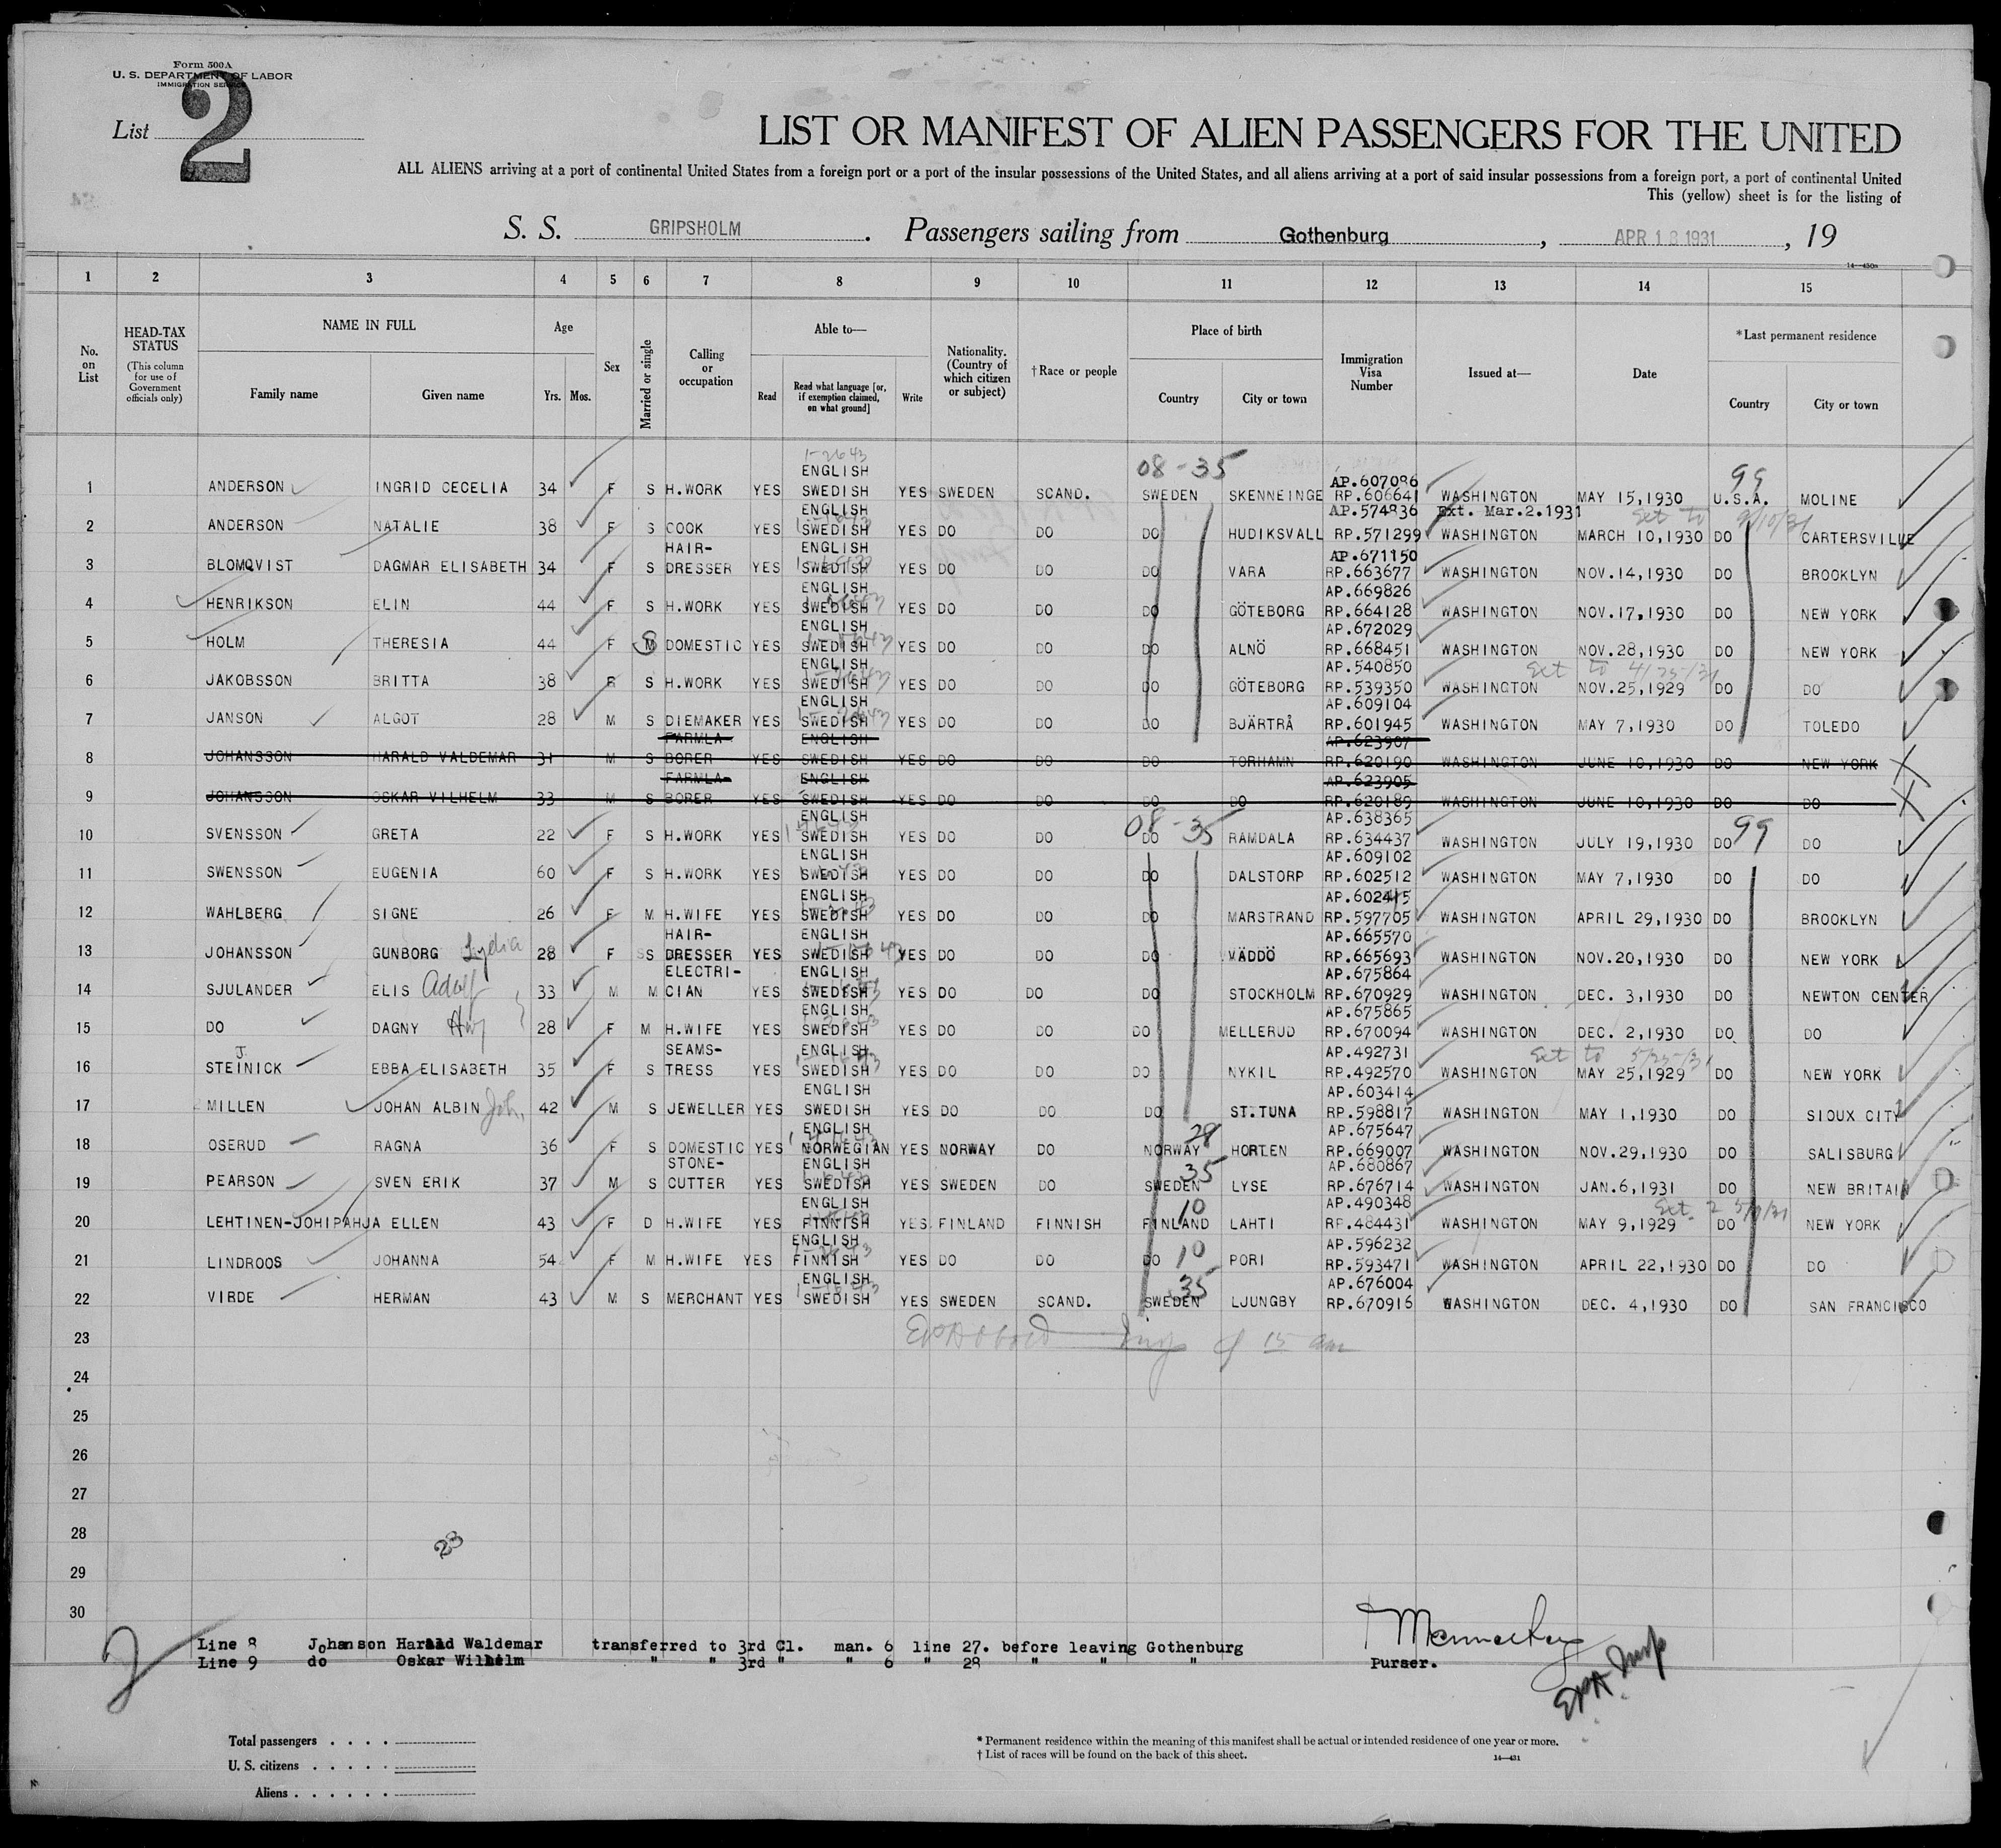 Form 500A
U. S. DEPARTMENT OF LABOR
IMMIGRATION SERVICE
List 2
LIST OR MANIFEST OF ALIEN PASSENGERS FOR THE UNITED
ALL ALIENS arriving at a port of continental United States from a foreign port or a port of the insular possessions of the United States, and all aliens arriving at a port of said insular possessions from a foreign port, a port of continental United
This (yellow) sheet is for the listing of
S. S. GRIPSHOLM. Passengers sailing from Gothenburg, APR 18 1931, 19
14—430a
1 2 3 4 5 6 7 8 9 10 11 12 13 14 15
No. on List
HEAD-TAX STATUS (This column for use of Government officials only)
NAME IN FULL
Family name Given name
Age
Yrs. Mos.
Sex
Married or single
Calling or occupation
Able to—
Read
Read what language [or, if exemption claimed, on what ground]
Write
Nationality. (Country of which citizen or subject)
†Race or people
Place of birth
Country City or town
Immigration Visa Number
Issued at—
Date
*Last permanent residence
Country City or town
1-2643 08-35 99
1 ANDERSON INGRID CECELIA 34 F S H.WORK YES ENGLISH SWEDISH YES SWEDEN SCAND. SWEDEN SKENNEINGE AP.607086 RP.606641 WASHINGTON MAY 15,1930 U.S.A. MOLINE
2 ANDERSON NATALIE 38 F S COOK YES ENGLISH SWEDISH YES DO DO DO HUDIKSVALL AP.574836 RP.571299 Ext. Mar.2.1931 WASHINGTON MARCH 10,1930 DO CARTERSVILLE
3 BLOMQVIST DAGMAR ELISABETH 34 F S HAIR-DRESSER YES ENGLISH SWEDISH YES DO DO DO VARA AP.671150 RP.663677 WASHINGTON NOV.14,1930 DO BROOKLYN
4 HENRIKSON ELIN 44 F S H.WORK YES ENGLISH SWEDISH YES DO DO DO GÖTEBORG AP.669826 RP.664128 WASHINGTON NOV.17,1930 DO NEW YORK
5 HOLM THERESIA 44 F S DOMESTIC YES ENGLISH SWEDISH YES DO DO DO ALNÖ AP.672029 RP.668451 WASHINGTON NOV.28,1930 DO NEW YORK
6 JAKOBSSON BRITTA 38 F S H.WORK YES ENGLISH SWEDISH YES DO DO DO GÖTEBORG AP.540850 RP.539350 WASHINGTON NOV.25,1929 DO DO
7 JANSON ALGOT 28 M S DIEMAKER YES ENGLISH SWEDISH YES DO DO DO BJÄRTRÅ AP.609104 RP.601945 WASHINGTON MAY 7,1930 DO TOLEDO
8 JOHANSSON HARALD VALDEMAR 31 M S FARMLA-BORER YES ENGLISH SWEDISH YES DO DO DO TORHAMN AP.623907 RP.620190 WASHINGTON JUNE 10,1930 DO NEW YORK
9 JOHANSSON OSKAR VILHELM 33 M S FARMLA-BORER YES ENGLISH SWEDISH YES DO DO DO DO AP.623905 RP.620189 WASHINGTON JUNE 10,1930 DO DO
08-35 99
10 SVENSSON GRETA 22 F S H.WORK YES ENGLISH SWEDISH YES DO DO DO RAMDALA AP.638365 RP.634437 WASHINGTON JULY 19,1930 DO DO
11 SWENSSON EUGENIA 60 F S H.WORK YES ENGLISH SWEDISH YES DO DO DO DALSTORP AP.609102 RP.602512 WASHINGTON MAY 7,1930 DO DO
12 WAHLBERG SIGNE 26 F M H.WIFE YES ENGLISH SWEDISH YES DO DO DO MARSTRAND AP.602415 RP.597705 WASHINGTON APRIL 29,1930 DO BROOKLYN
13 JOHANSSON GUNBORG Lydia 28 F S HAIR-DRESSER YES ENGLISH SWEDISH YES DO DO DO VÄDDÖ AP.665570 RP.665693 WASHINGTON NOV.20,1930 DO NEW YORK
14 SJULANDER ELIS Adolf 33 M M ELECTRI-CIAN YES ENGLISH SWEDISH YES DO DO DO STOCKHOLM AP.675864 RP.670929 WASHINGTON DEC. 3,1930 DO NEWTON CENTER
15 DO DAGNY 28 F M H.WIFE YES ENGLISH SWEDISH YES DO DO DO MELLERUD AP.675865 RP.670094 WASHINGTON DEC. 2,1930 DO DO
16 STEINICK EBBA ELISABETH 35 F S SEAMS-TRESS YES ENGLISH SWEDISH YES DO DO DO NYKIL AP.492731 RP.492570 WASHINGTON MAY 25,1929 DO NEW YORK
17 MILLEN JOHAN ALBIN 42 M S JEWELLER YES ENGLISH SWEDISH YES DO DO DO ST.TUNA AP.603414 RP.598817 WASHINGTON MAY 1,1930 DO SIOUX CITY
18 OSERUD RAGNA 36 F S DOMESTIC YES ENGLISH NORWEGIAN YES NORWAY DO NORWAY 28 HORTEN AP.675647 RP.669007 WASHINGTON NOV.29,1930 DO SALISBURG
19 PEARSON SVEN ERIK 37 M S STONE-CUTTER YES ENGLISH SWEDISH YES SWEDEN DO SWEDEN 35 LYSE AP.680867 RP.676714 WASHINGTON JAN.6,1931 DO NEW BRITAIN
20 LEHTINEN-JOHIPAHJA ELLEN 43 F D H.WIFE YES ENGLISH FINNISH YES FINLAND FINNISH FINLAND 10 LAHTI AP.490348 RP.484431 WASHINGTON MAY 9,1929 DO NEW YORK
21 LINDROOS JOHANNA 54 F M H.WIFE YES ENGLISH FINNISH YES DO DO DO 10 PORI AP.596232 RP.593471 WASHINGTON APRIL 22,1930 DO DO
22 VIRDE HERMAN 43 M S MERCHANT YES ENGLISH SWEDISH YES SWEDEN SCAND. SWEDEN 35 LJUNGBY AP.676004 RP.670916 WASHINGTON DEC. 4,1930 DO SAN FRANCISCO
23
24
25
26
27
28
23
29
30
Line 8 Johanson Harald Waldemar transferred to 3rd Cl. man. 6 line 27. before leaving Gothenburg
Line 9 do Oskar Wilhelm " " 3rd " " 6 " 28 " " "
Purser.
Total passengers . . . .
U. S. citizens . . . . .
Aliens . . . . . .
* Permanent residence within the meaning of this manifest shall be actual or intended residence of one year or more.
† List of races will be found on the back of this sheet.
14—431